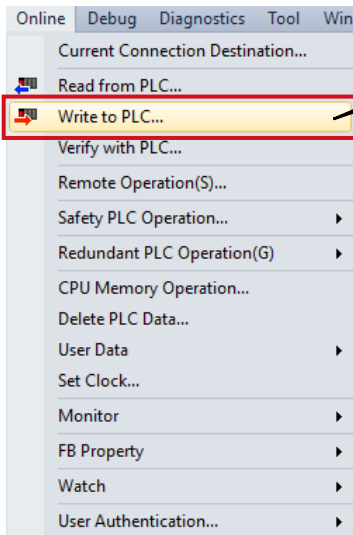 Online Debug Diagnostics Tool Win
Current Connection Destination...
Read from PLC...
Write to PLC...
Verify with PLC...
Remote Operation(S)...
Safety PLC Operation...
Redundant PLC Operation(G)
CPU Memory Operation...
Delete PLC Data...
User Data
Set Clock...
Monitor
FB Property
Watch
User Authentication...